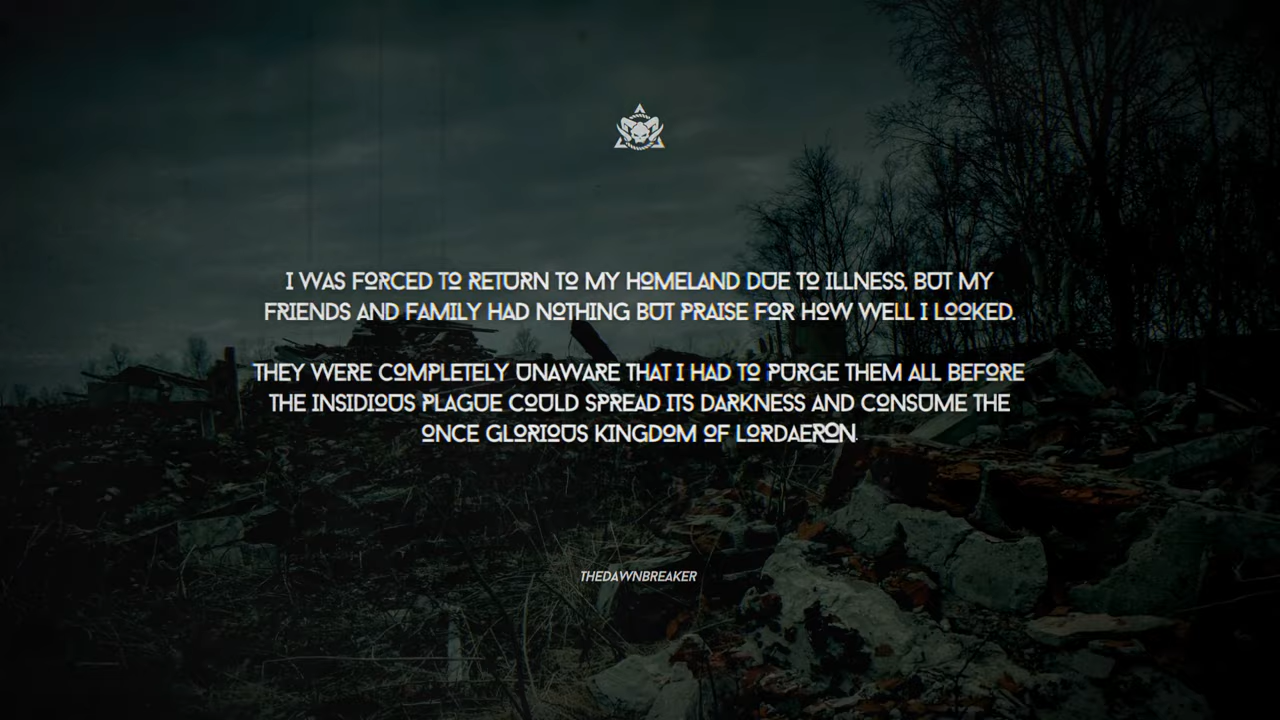 I WAS FORCED TO RETURN TO MY HOMELAND DUE TO ILLNESS, BUT MY
FRIENDS AND FAMILY HAD NOTHING BUT PRAISE FOR HOW WELL I LOOKED.
THEY WERE COMPLETELY UNAWARE THAT I HAD TO PURGE THEM ALL BEFORE
THE INSIDIOUS PLAGUE COULD SPREAD ITS DARKNESS AND CONSUME THE
ONCE GLORIOUS KINGDOM OF LORDAERON.
THEDAWNBREAKER